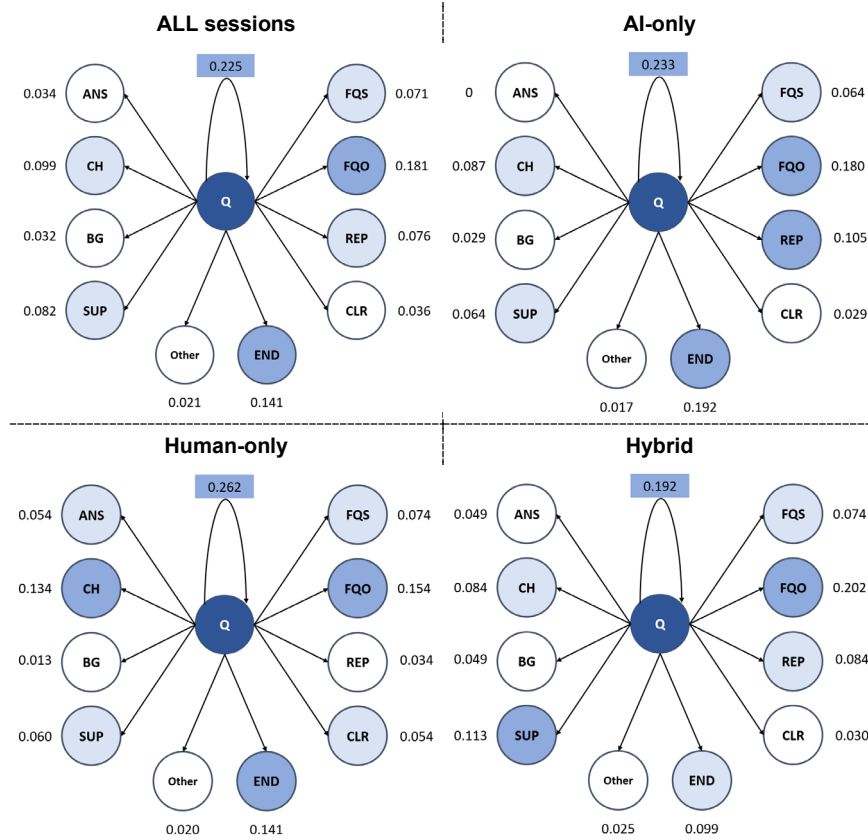 ALL sessions
0.225
0.034 ANS FQS 0.071
0.099 CH FQO 0.181
Q
0.032 BG REP 0.076
0.082 SUP CLR 0.036
Other END
0.021 0.141
AI-only
0.233
0 ANS FQS 0.064
0.087 CH FQO 0.180
Q
0.029 BG REP 0.105
0.064 SUP CLR 0.029
Other END
0.017 0.192
Human-only
0.262
0.054 ANS FQS 0.074
0.134 CH FQO 0.154
Q
0.013 BG REP 0.034
0.060 SUP CLR 0.054
Other END
0.020 0.141
Hybrid
0.192
0.049 ANS FQS 0.074
0.084 CH FQO 0.202
Q
0.049 BG REP 0.084
0.113 SUP CLR 0.030
Other END
0.025 0.099